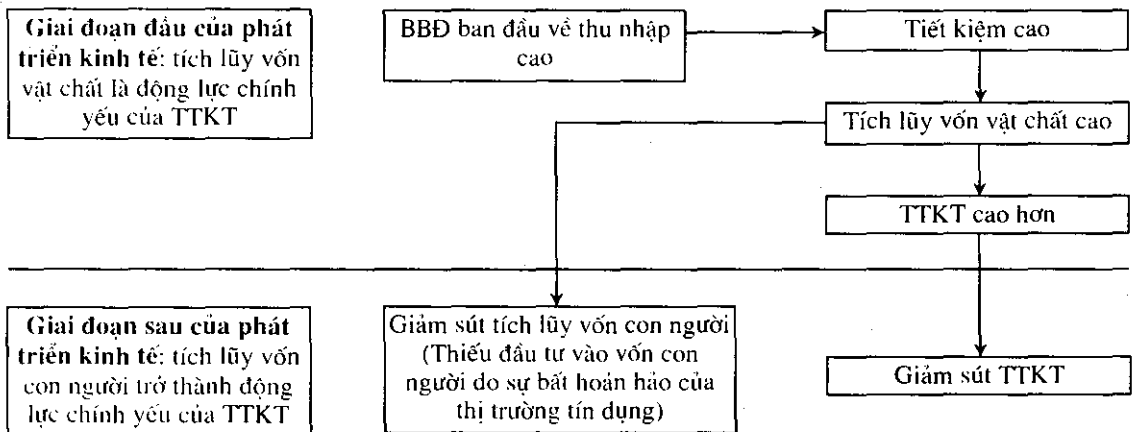 Giai đoạn đầu của phát
triển kinh tế: tích lũy vốn
vật chất là động lực chính
yếu của TTKT
BBĐ ban đầu về thu nhập
cao
Tiết kiệm cao
Tích lũy vốn vật chất cao
TTKT cao hơn
Giai đoạn sau của phát
triển kinh tế: tích lũy vốn
con người trở thành động
lực chính yếu của TTKT
Giảm sút tích lũy vốn con người
(Thiếu đầu tư vào vốn con
người do sự bất hoán hảo của
thị trường tín dụng)
Giảm sút TTKT